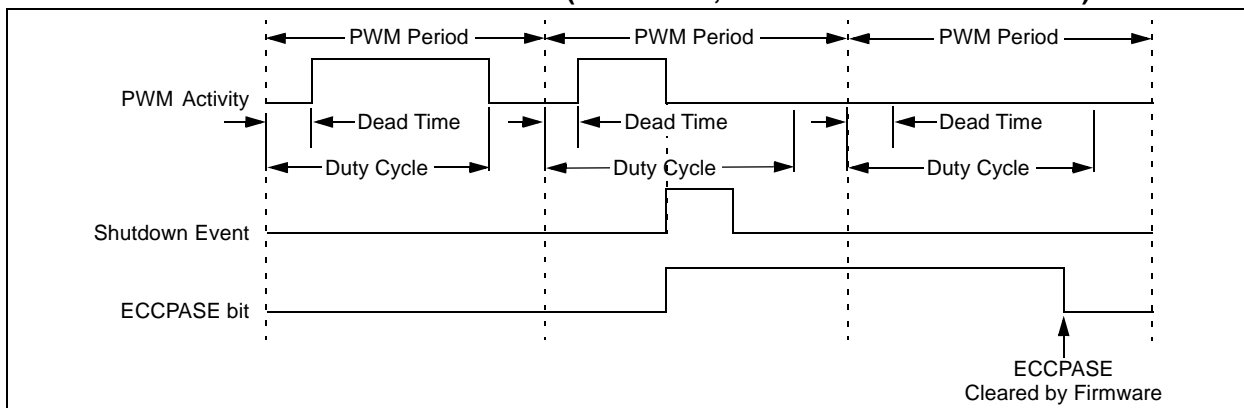 PWM Period PWM Period PWM Period
PWM Activity
Dead Time Dead Time Dead Time
Duty Cycle Duty Cycle Duty Cycle
Shutdown Event
ECCPASE bit
ECCPASE
Cleared by Firmware